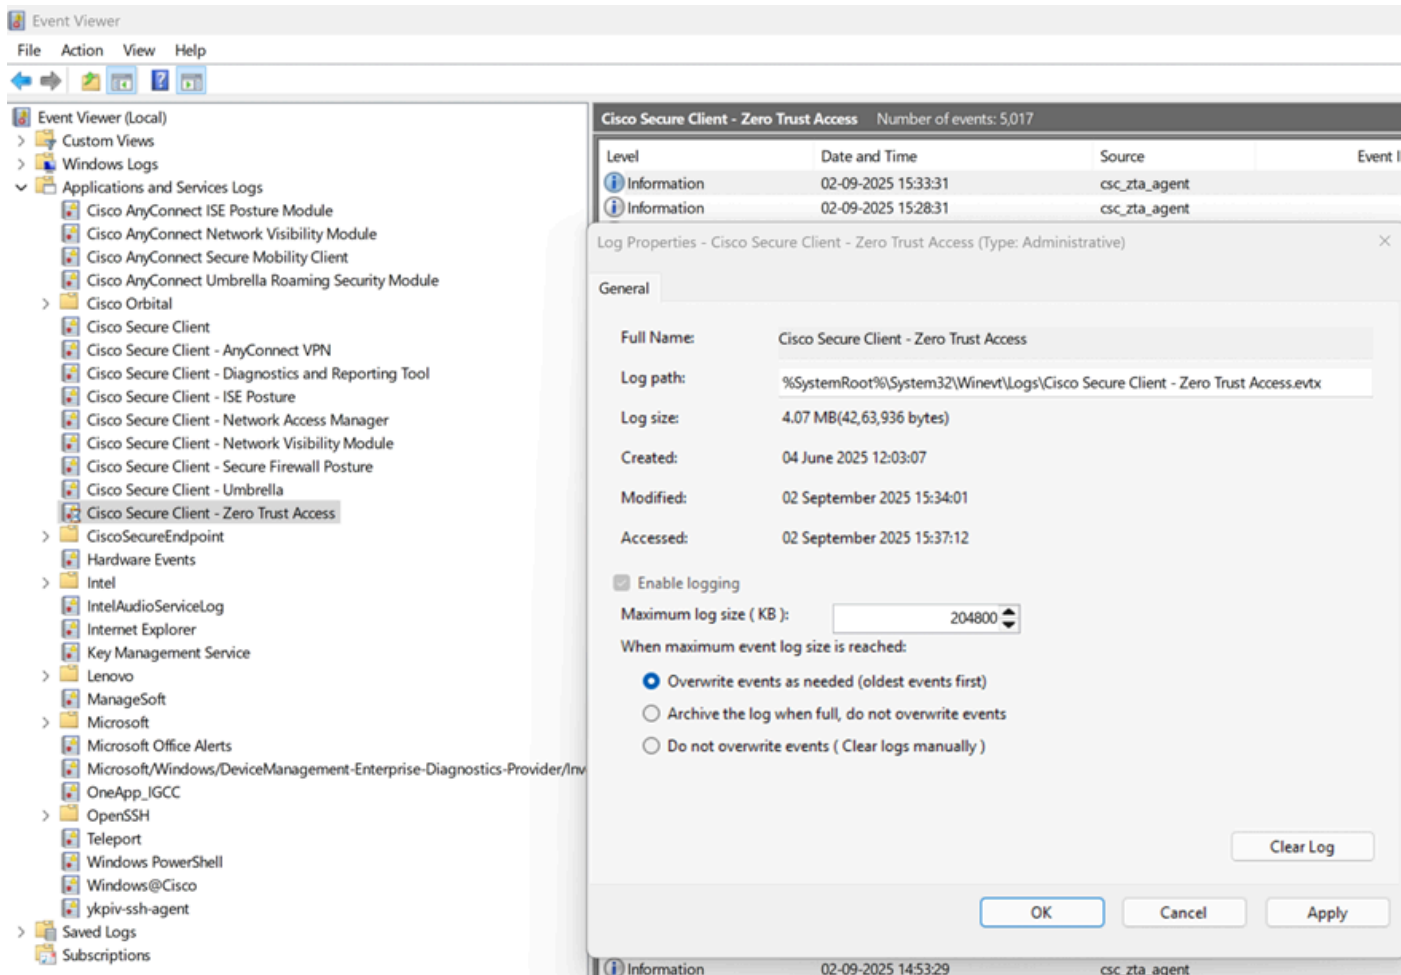 Event Viewer
File Action View Help
Event Viewer (Local)
Custom Views
Windows Logs
Applications and Services Logs
Cisco AnyConnect ISE Posture Module
Cisco AnyConnect Network Visibility Module
Cisco AnyConnect Secure Mobility Client
Cisco AnyConnect Umbrella Roaming Security Module
Cisco Orbital
Cisco Secure Client
Cisco Secure Client - AnyConnect VPN
Cisco Secure Client - Diagnostics and Reporting Tool
Cisco Secure Client - ISE Posture
Cisco Secure Client - Network Access Manager
Cisco Secure Client - Network Visibility Module
Cisco Secure Client - Secure Firewall Posture
Cisco Secure Client - Umbrella
Cisco Secure Client - Zero Trust Access
CiscoSecureEndpoint
Hardware Events
Intel
IntelAudioServiceLog
Internet Explorer
Key Management Service
Lenovo
ManageSoft
Microsoft
Microsoft Office Alerts
Microsoft/Windows/DeviceManagement-Enterprise-Diagnostics-Provider/Inv
OneApp_IGCC
OpenSSH
Teleport
Windows PowerShell
Windows@Cisco
ykpiv-ssh-agent
Saved Logs
Subscriptions
Cisco Secure Client - Zero Trust Access Number of events: 5,017
Level Date and Time Source Event I
Information 02-09-2025 15:33:31 csc_zta_agent
Information 02-09-2025 15:28:31 csc_zta_agent
Log Properties - Cisco Secure Client - Zero Trust Access (Type: Administrative)
General
Full Name: Cisco Secure Client - Zero Trust Access
Log path: %SystemRoot%\System32\Winevt\Logs\Cisco Secure Client - Zero Trust Access.evtx
Log size: 4.07 MB(42,63,936 bytes)
Created: 04 June 2025 12:03:07
Modified: 02 September 2025 15:34:01
Accessed: 02 September 2025 15:37:12
Enable logging
Maximum log size ( KB ): 204800
When maximum event log size is reached:
Overwrite events as needed (oldest events first)
Archive the log when full, do not overwrite events
Do not overwrite events ( Clear logs manually )
Clear Log
OK Cancel Apply
Information 02-09-2025 14:53:29 csc_zta_agent